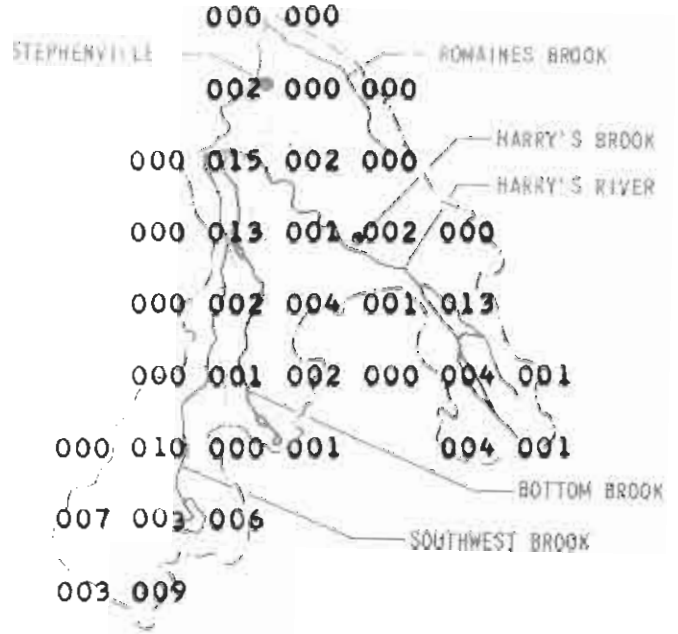 000 000
STEPHENVILLE
ROMAINES BROOK
002 000 000
HARRY'S BROOK
000 015 002 000
HARRY'S RIVER
000 013 001 002 000
000 002 004 001 013
000 001 002 000 004 001
000 010 000 001 004 001
BOTTOM BROOK
007 003 006
SOUTHWEST BROOK
003 009